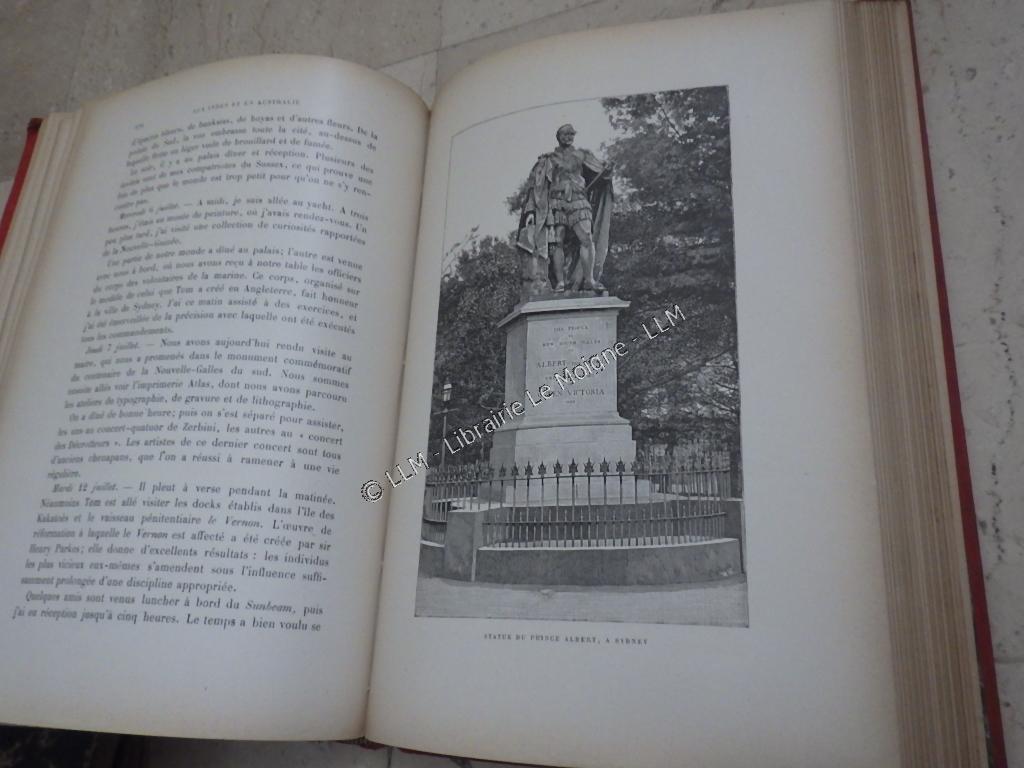 AUX INDES ET EN AUSTRALIE
de banksias, de hoyas et d'autres fleurs. De la
pointe du Sud, la vue embrasse toute la cité, au-dessus de
laquelle flotte un léger voile de brouillard et de fumée.
Le soir, il y a au palais dîner et réception. Plusieurs des
invités sont de mes compatriotes du Sussex, ce qui prouve une
fois de plus que le monde est trop petit pour qu'on ne s'y ren-
contre pas.
Mercredi 6 juillet. — A midi, je suis allée au yacht. A trois
heures, j'étais au musée de peinture, où j'avais rendez-vous. Un
peu plus tard, j'ai visité une collection de curiosités rapportées
de la Nouvelle-Guinée.
Une partie de notre monde a dîné au palais; l'autre est venue
avec nous à bord, où nous avons reçu à notre table les officiers
du corps des volontaires de la marine. Ce corps, organisé sur
le modèle de celui que Tom a créé en Angleterre, fait honneur
à la ville de Sydney. J'ai ce matin assisté à des exercices, et
j'ai été émerveillée de la précision avec laquelle ont été exécutés
tous les commandements.
Jeudi 7 juillet. — Nous avons aujourd'hui rendu visite au
maire, qui nous a promenés dans le monument commémoratif
du centenaire de la Nouvelle-Galles du sud. Nous sommes
ensuite allés voir l'imprimerie Atlas, dont nous avons parcouru
les ateliers de typographie, de gravure et de lithographie.
On a dîné de bonne heure; puis on s'est séparé pour assister,
les uns au concert-quatuor de Zerbini, les autres au « concert
des Décrotteurs ». Les artistes de ce dernier concert sont tous
d'anciens chenapans, que l'on a réussi à ramener à une vie
régulière.
Mardi 12 juillet. — Il pleut à verse pendant la matinée.
Néanmoins Tom est allé visiter les docks établis dans l'île des
Kakatoès et le vaisseau pénitentiaire le Vernon. L'œuvre de
réformation à laquelle le Vernon est affecté a été créée par sir
Henry Parkes; elle donne d'excellents résultats : les individus
les plus vicieux eux-mêmes s'amendent sous l'influence suffi-
samment prolongée d'une discipline appropriée.
Quelques amis sont venus luncher à bord du Sunbeam, puis
j'ai eu réception jusqu'à cinq heures. Le temps a bien voulu se
THE PEOPLE
OF
NEW SOUTH WALES
ALBERT
VICTORIA
STATUE DU PRINCE ALBERT, A SYDNEY
© LLM - Librairie Le Moigne - LLM